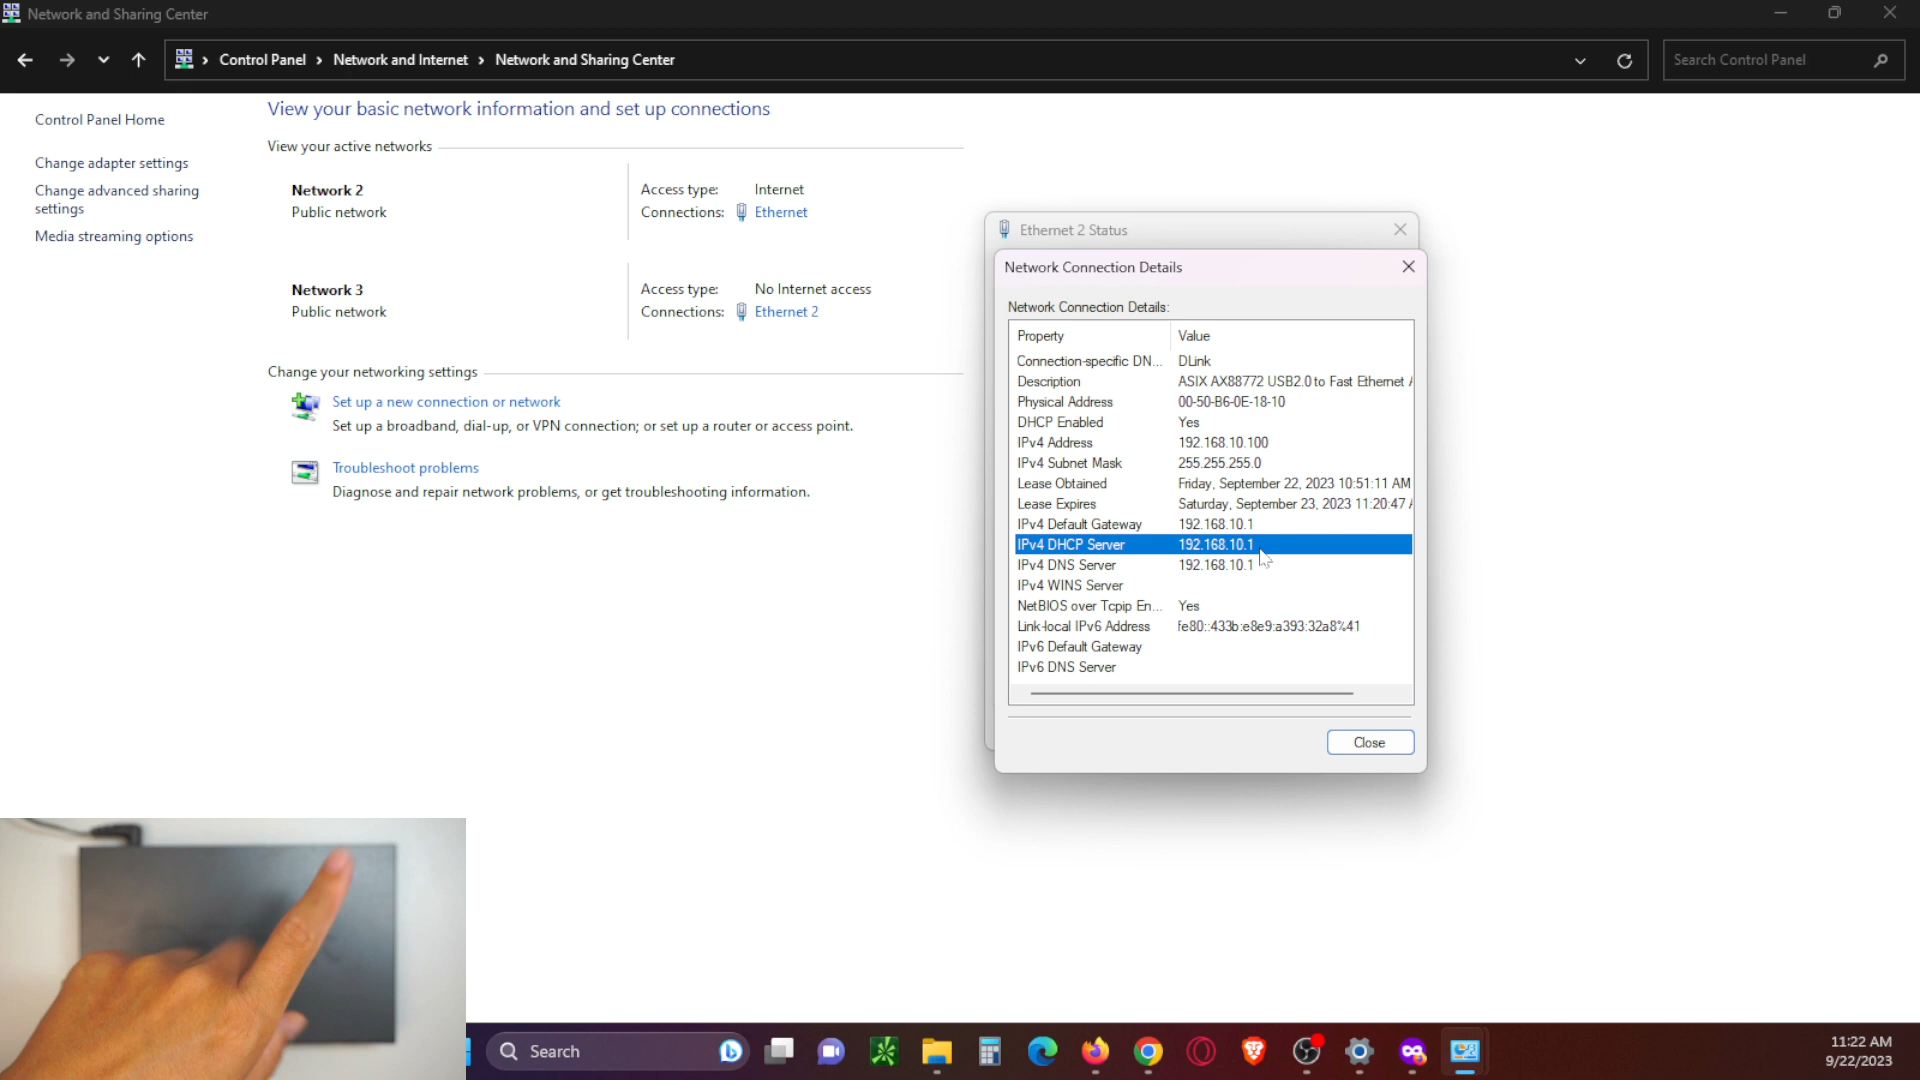 Network and Sharing Center
Control Panel > Network and Internet > Network and Sharing Center
Search Control Panel
Control Panel Home
Change adapter settings
Change advanced sharing
settings
Media streaming options
View your basic network information and set up connections
View your active networks
Network 2
Public network
Access type: Internet
Connections: Ethernet
Network 3
Public network
Access type: No Internet access
Connections: Ethernet 2
Change your networking settings
Set up a new connection or network
Set up a broadband, dial-up, or VPN connection; or set up a router or access point.
Troubleshoot problems
Diagnose and repair network problems, or get troubleshooting information.
Ethernet 2 Status
Network Connection Details
Network Connection Details:
Property Value
Connection-specific DN... DLink
Description ASIX AX88772 USB2.0 to Fast Ethernet A
Physical Address 00-50-B6-0E-18-10
DHCP Enabled Yes
IPv4 Address 192.168.10.100
IPv4 Subnet Mask 255.255.255.0
Lease Obtained Friday, September 22, 2023 10:51:11 AM
Lease Expires Saturday, September 23, 2023 11:20:47 A
IPv4 Default Gateway 192.168.10.1
IPv4 DHCP Server 192.168.10.1
IPv4 DNS Server 192.168.10.1
IPv4 WINS Server
NetBIOS over Tcpip En... Yes
Link-local IPv6 Address fe80::433b:e8e9:a393:32a8%41
IPv6 Default Gateway
IPv6 DNS Server
Close
Search
11:22 AM
9/22/2023